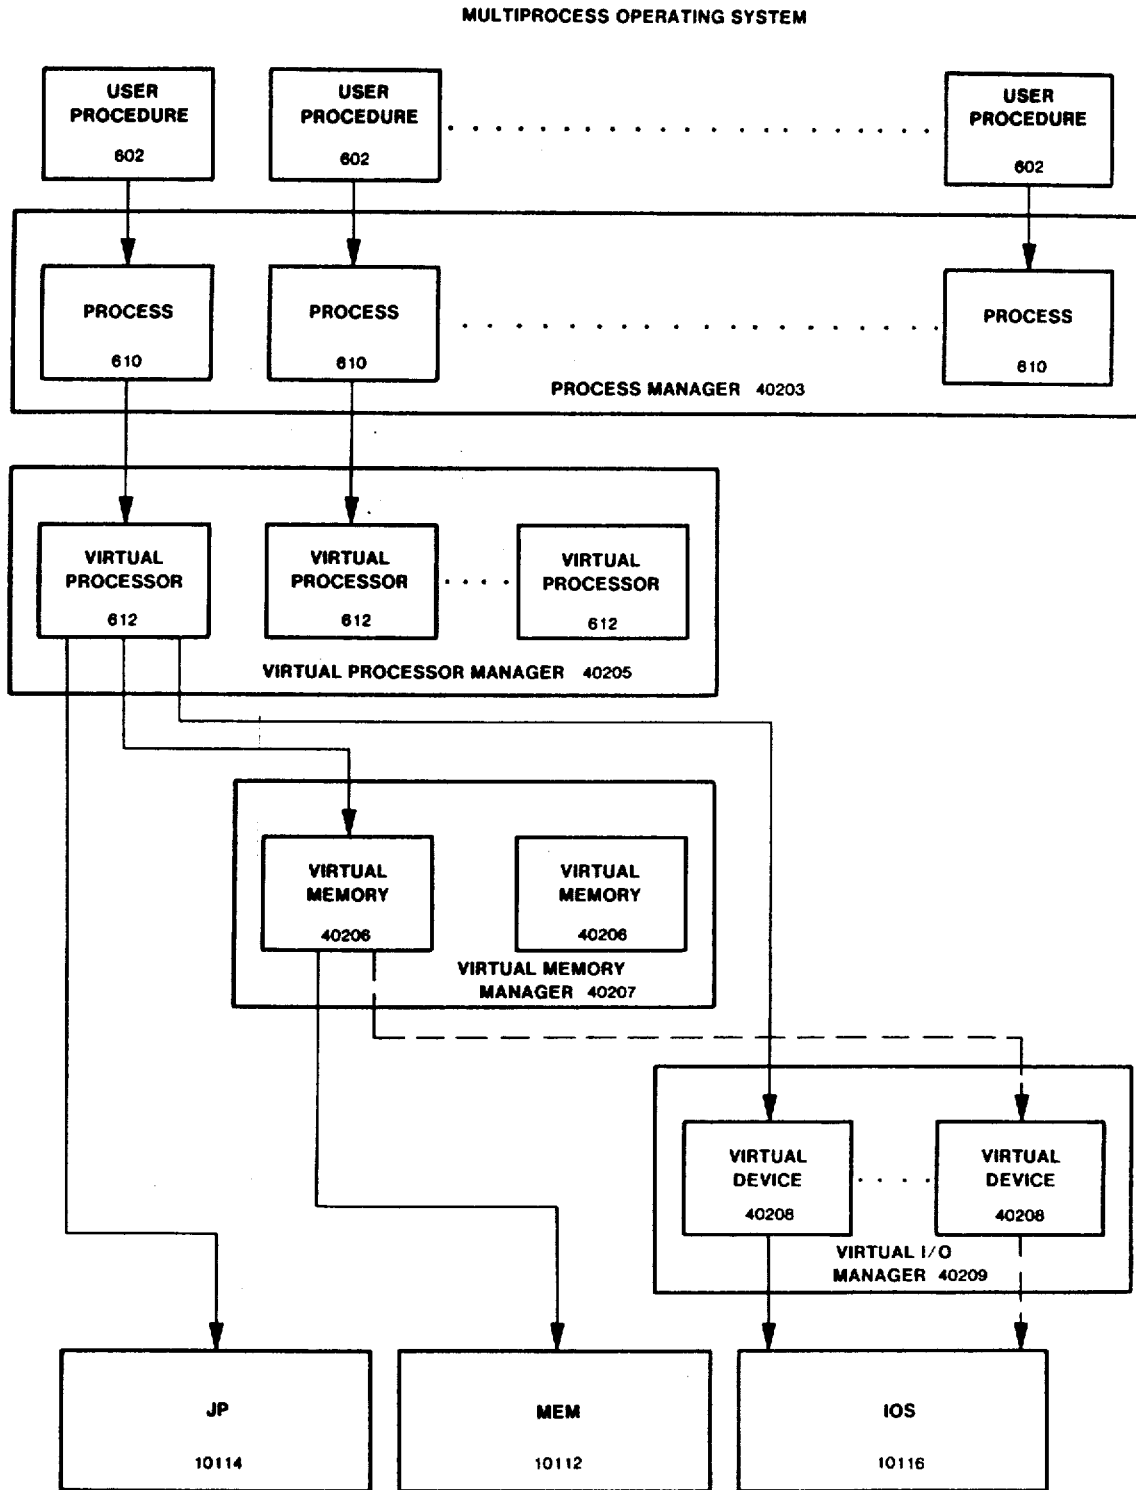 MULTIPROCESS OPERATING SYSTEM
USER
PROCEDURE
602
USER
PROCEDURE
602
USER
PROCEDURE
602
PROCESS
610
PROCESS
610
PROCESS
610
PROCESS MANAGER 40203
VIRTUAL
PROCESSOR
612
VIRTUAL
PROCESSOR
612
VIRTUAL
PROCESSOR
612
VIRTUAL PROCESSOR MANAGER 40205
VIRTUAL
MEMORY
40206
VIRTUAL
MEMORY
40206
VIRTUAL MEMORY
MANAGER 40207
VIRTUAL
DEVICE
40208
VIRTUAL
DEVICE
40208
VIRTUAL I/O
MANAGER 40209
JP
10114
MEM
10112
IOS
10116